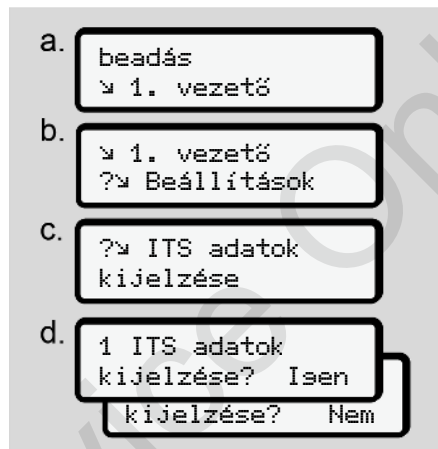 a.
beadás
↘ 1. vezető
b.
↘ 1. vezető
?↘ Beállítások
c.
?↘ ITS adatok
kijelzése
d.
1 ITS adatok
kijelzése? Igen
kijelzése? Nem